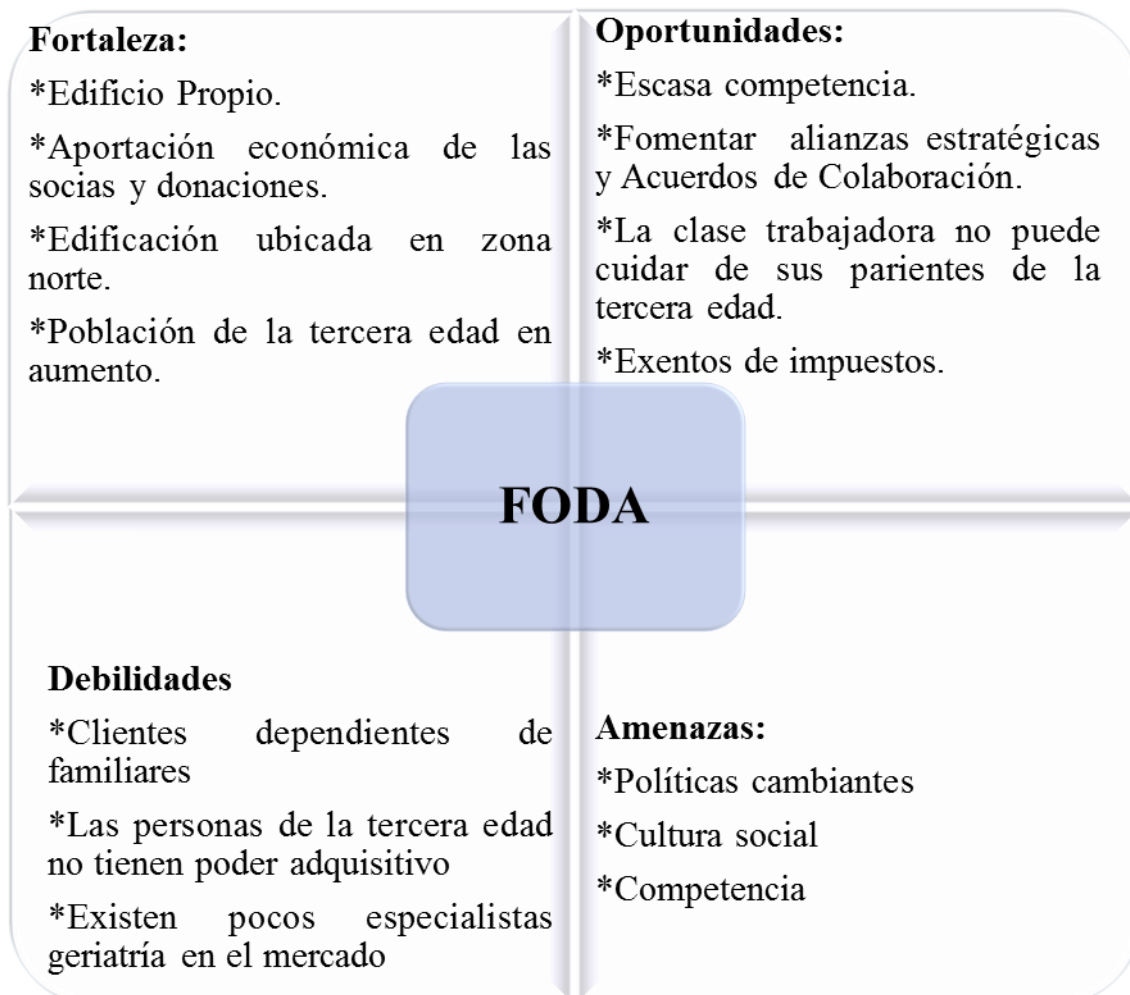 Fortaleza:
*Edificio Propio.
*Aportación económica de las
socias y donaciones.
*Edificación ubicada en zona
norte.
*Población de la tercera edad en
aumento.
Oportunidades:
*Escasa competencia.
*Fomentar alianzas estratégicas
y Acuerdos de Colaboración.
*La clase trabajadora no puede
cuidar de sus parientes de la
tercera edad.
*Exentos de impuestos.
FODA
Debilidades
*Clientes dependientes de
familiares
*Las personas de la tercera edad
no tienen poder adquisitivo
*Existen pocos especialistas
geriatría en el mercado
Amenazas:
*Políticas cambiantes
*Cultura social
*Competencia